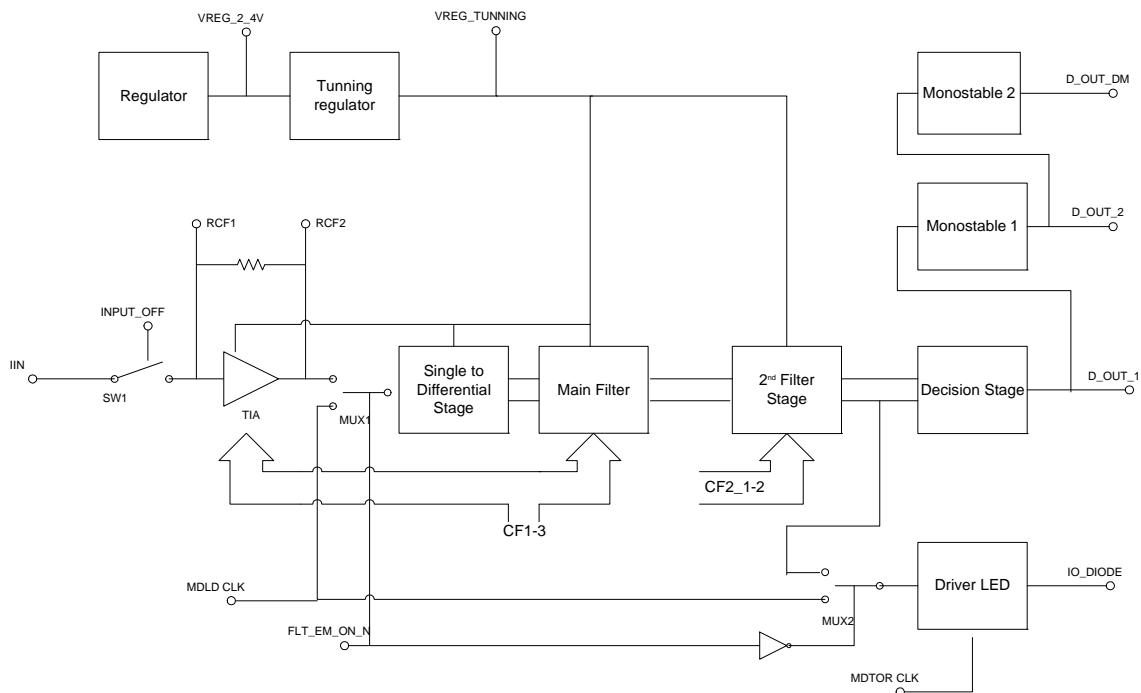 VREG_2_4V
VREG_TUNNING
Regulator
Tunning
regulator
Monostable 2
D_OUT_DM
RCF1
RCF2
Monostable 1
D_OUT_2
INPUT_OFF
IIN
SW1
TIA
MUX1
Single to
Differential
Stage
Main Filter
2nd Filter
Stage
Decision Stage
D_OUT_1
CF2_1-2
CF1-3
MDLD CLK
FLT_EM_ON_N
MUX2
Driver LED
IO_DIODE
MDTOR CLK